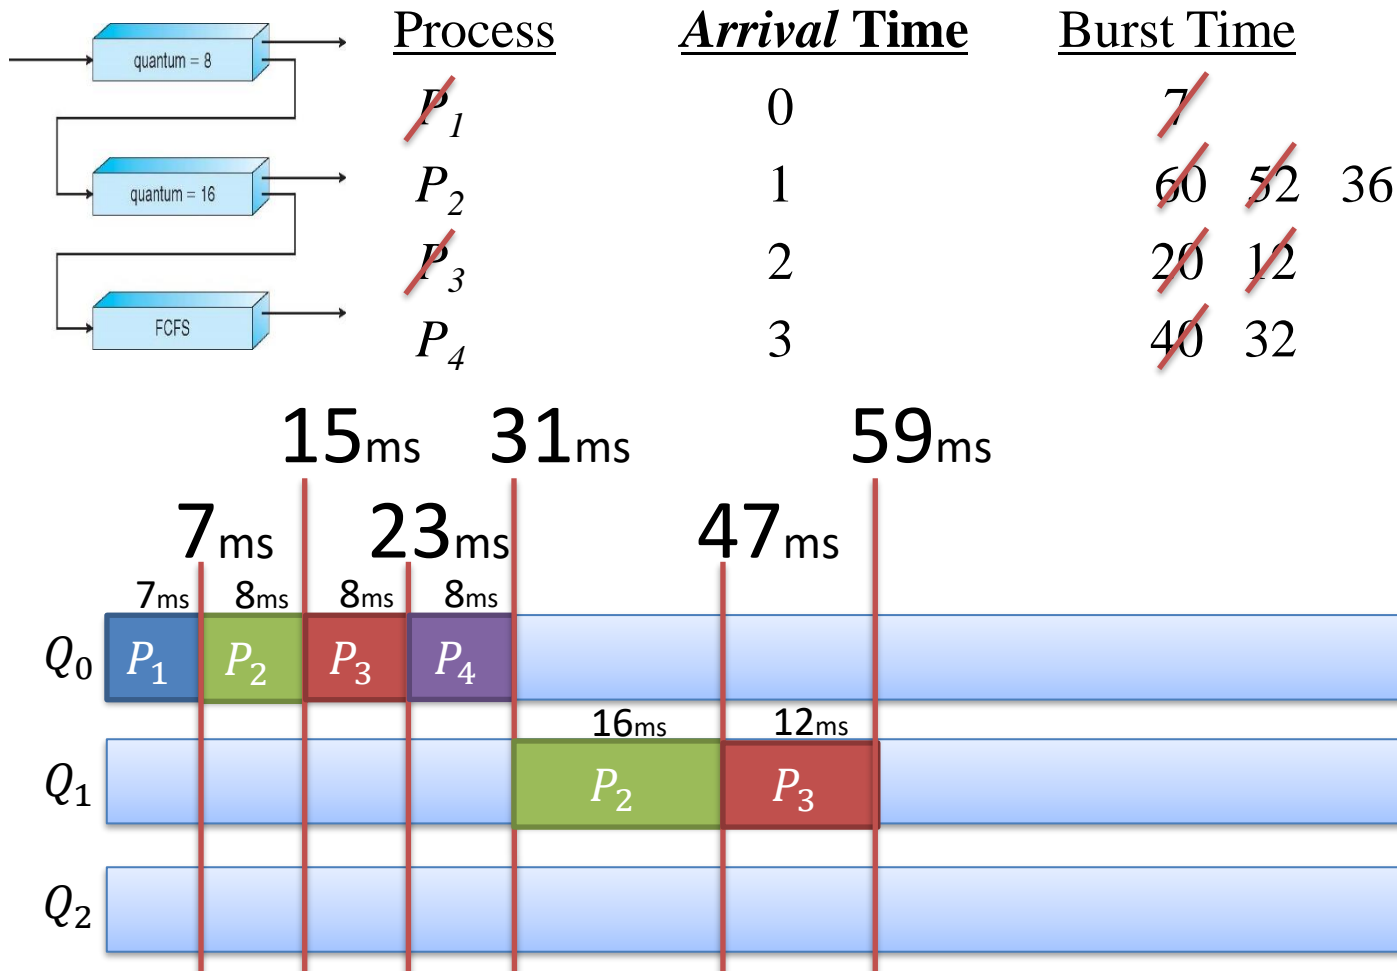 Process Arrival Time Burst Time
quantum = 8
P1 0 7
quantum = 16
P2 1 60 52 36
P3 2 20 12
FCFS
P4 3 40 32
15ms 31ms 59ms
7ms 23ms 47ms
7ms 8ms 8ms 8ms
Q0 P1 P2 P3 P4
16ms 12ms
Q1 P2 P3
Q2